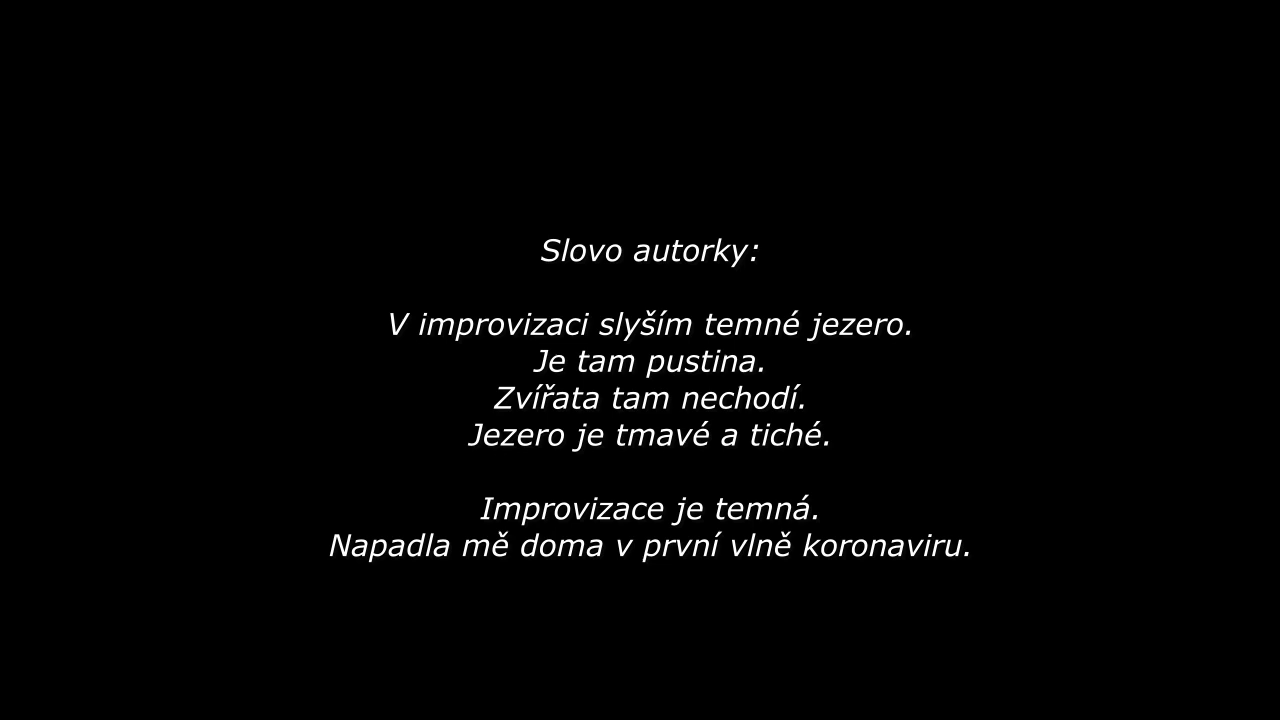 Slovo autorky:
V improvizaci slyším temné jezero.
Je tam pustina.
Zvířata tam nechodí.
Jezero je tmavé a tiché.
Improvizace je temná.
Napadla mě doma v první vlně koronaviru.